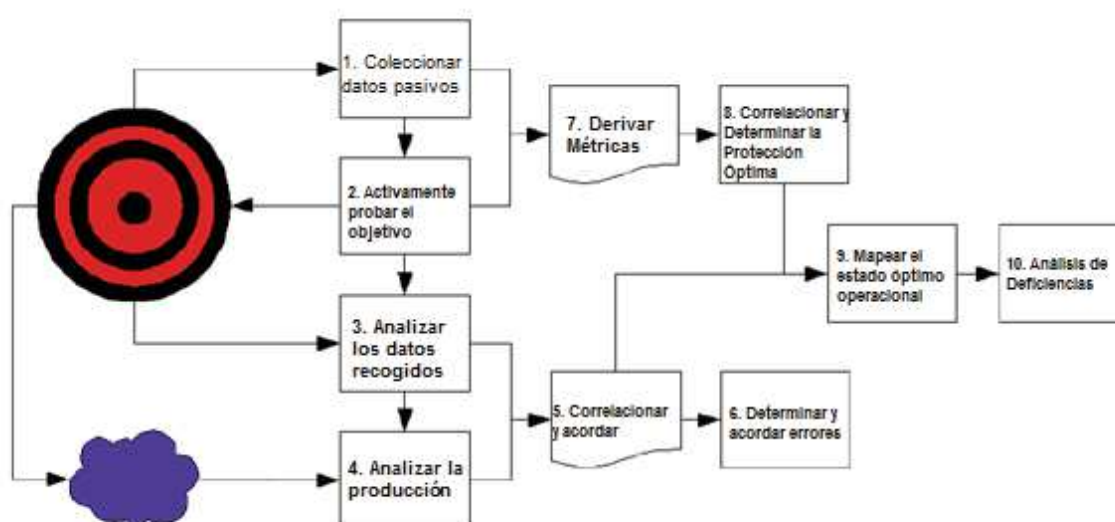 1. Coleccionar
datos pasivos
2. Activamente
probar el
objetivo
3. Analizar
los datos
recogidos
4. Analizar la
producción
7. Derivar
Métricas
8. Correlacionar y
Determinar la
Protección
Óptima
9. Mapear el
estado óptimo
operacional
10. Análisis de
Deficiencias
5. Correlacionar
y acordar
6. Determinar y
acordar errores